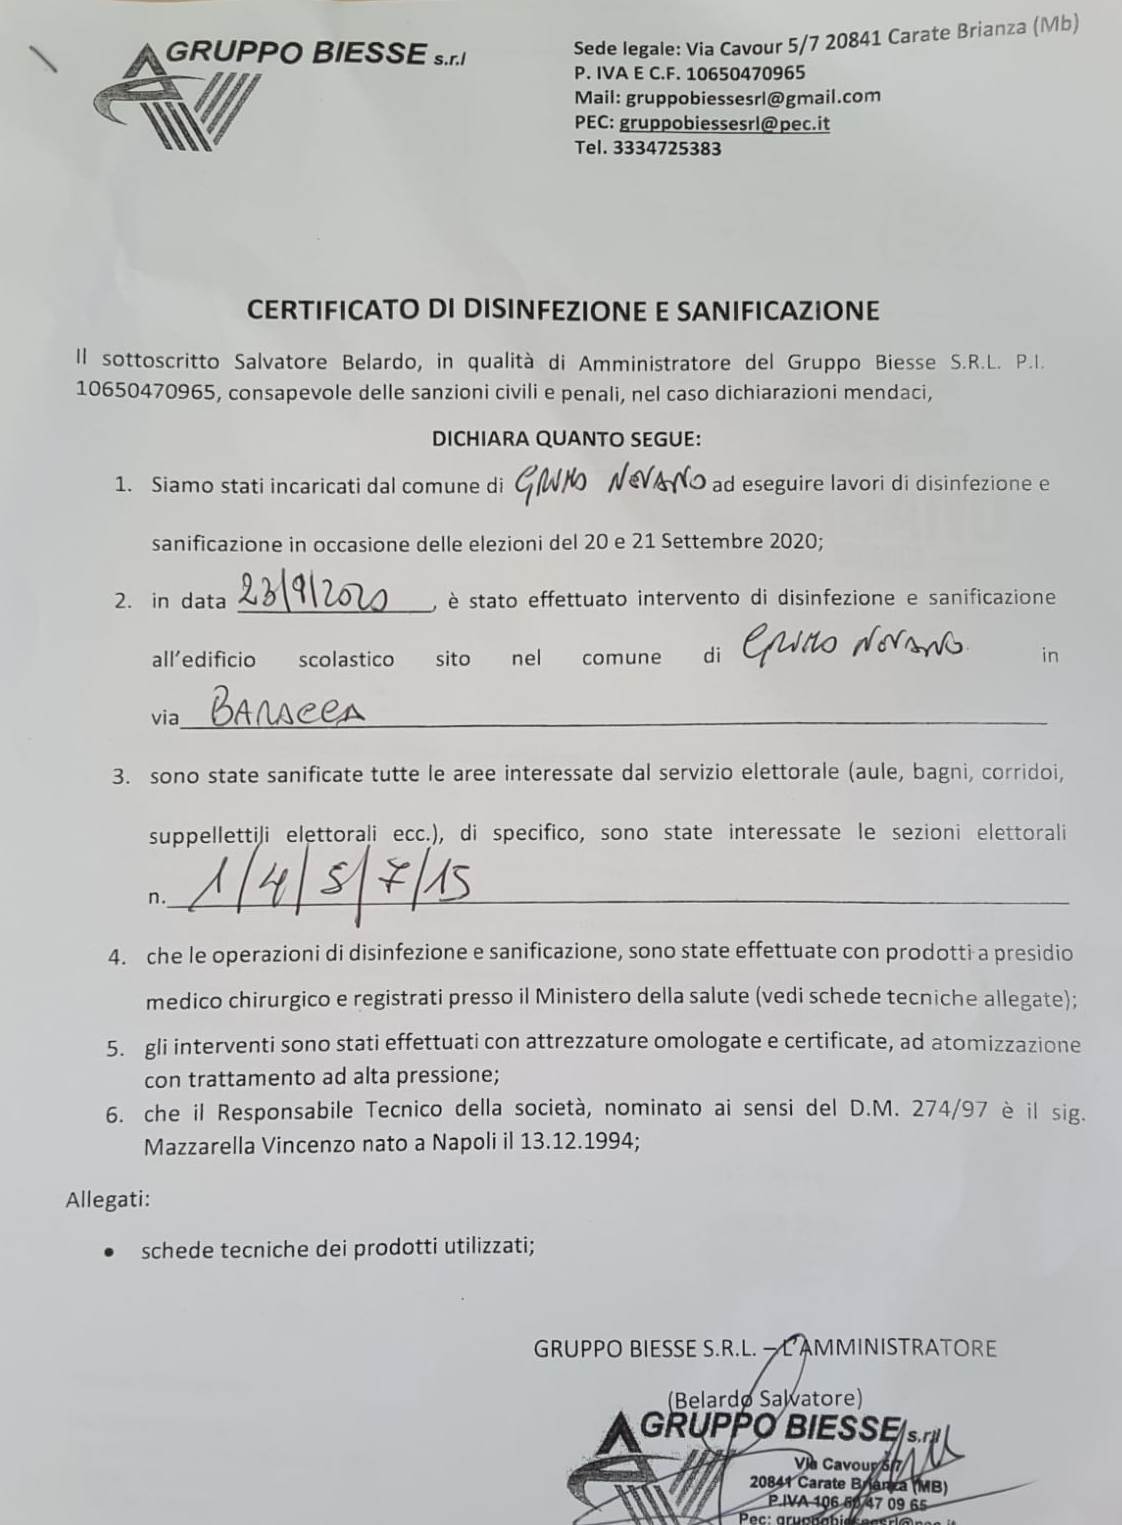 GRUPPO BIESSE s.r.l
Sede legale: Via Cavour 5/7 20841 Carate Brianza (Mb)
P. IVA E C.F. 10650470965
Mail: gruppobiessesrl@gmail.com
PEC: gruppobiessesrl@pec.it
Tel. 3334725383
CERTIFICATO DI DISINFEZIONE E SANIFICAZIONE
Il sottoscritto Salvatore Belardo, in qualità di Amministratore del Gruppo Biesse S.R.L. P.I.
10650470965, consapevole delle sanzioni civili e penali, nel caso dichiarazioni mendaci,
DICHIARA QUANTO SEGUE:
1. Siamo stati incaricati dal comune di GRUMO NEVANO ad eseguire lavori di disinfezione e
sanificazione in occasione delle elezioni del 20 e 21 Settembre 2020;
2. in data 23/9/2020, è stato effettuato intervento di disinfezione e sanificazione
all'edificio scolastico sito nel comune di GRUMO NEVANO in
via BARACCA
3. sono state sanificate tutte le aree interessate dal servizio elettorale (aule, bagni, corridoi,
suppellettili elettorali ecc.), di specifico, sono state interessate le sezioni elettorali
n. 1/4/5/7/15
4. che le operazioni di disinfezione e sanificazione, sono state effettuate con prodotti a presidio
medico chirurgico e registrati presso il Ministero della salute (vedi schede tecniche allegate);
5. gli interventi sono stati effettuati con attrezzature omologate e certificate, ad atomizzazione
con trattamento ad alta pressione;
6. che il Responsabile Tecnico della società, nominato ai sensi del D.M. 274/97 è il sig.
Mazzarella Vincenzo nato a Napoli il 13.12.1994;
Allegati:
• schede tecniche dei prodotti utilizzati;
GRUPPO BIESSE S.R.L. – L'AMMINISTRATORE
(Belardo Salvatore)
GRUPPO BIESSE s.r.l
Via Cavour 5/7
20841 Carate Brianza (MB)
P.IVA 106 50 47 09 65
Pec: gruppobiessesrl@pec.it